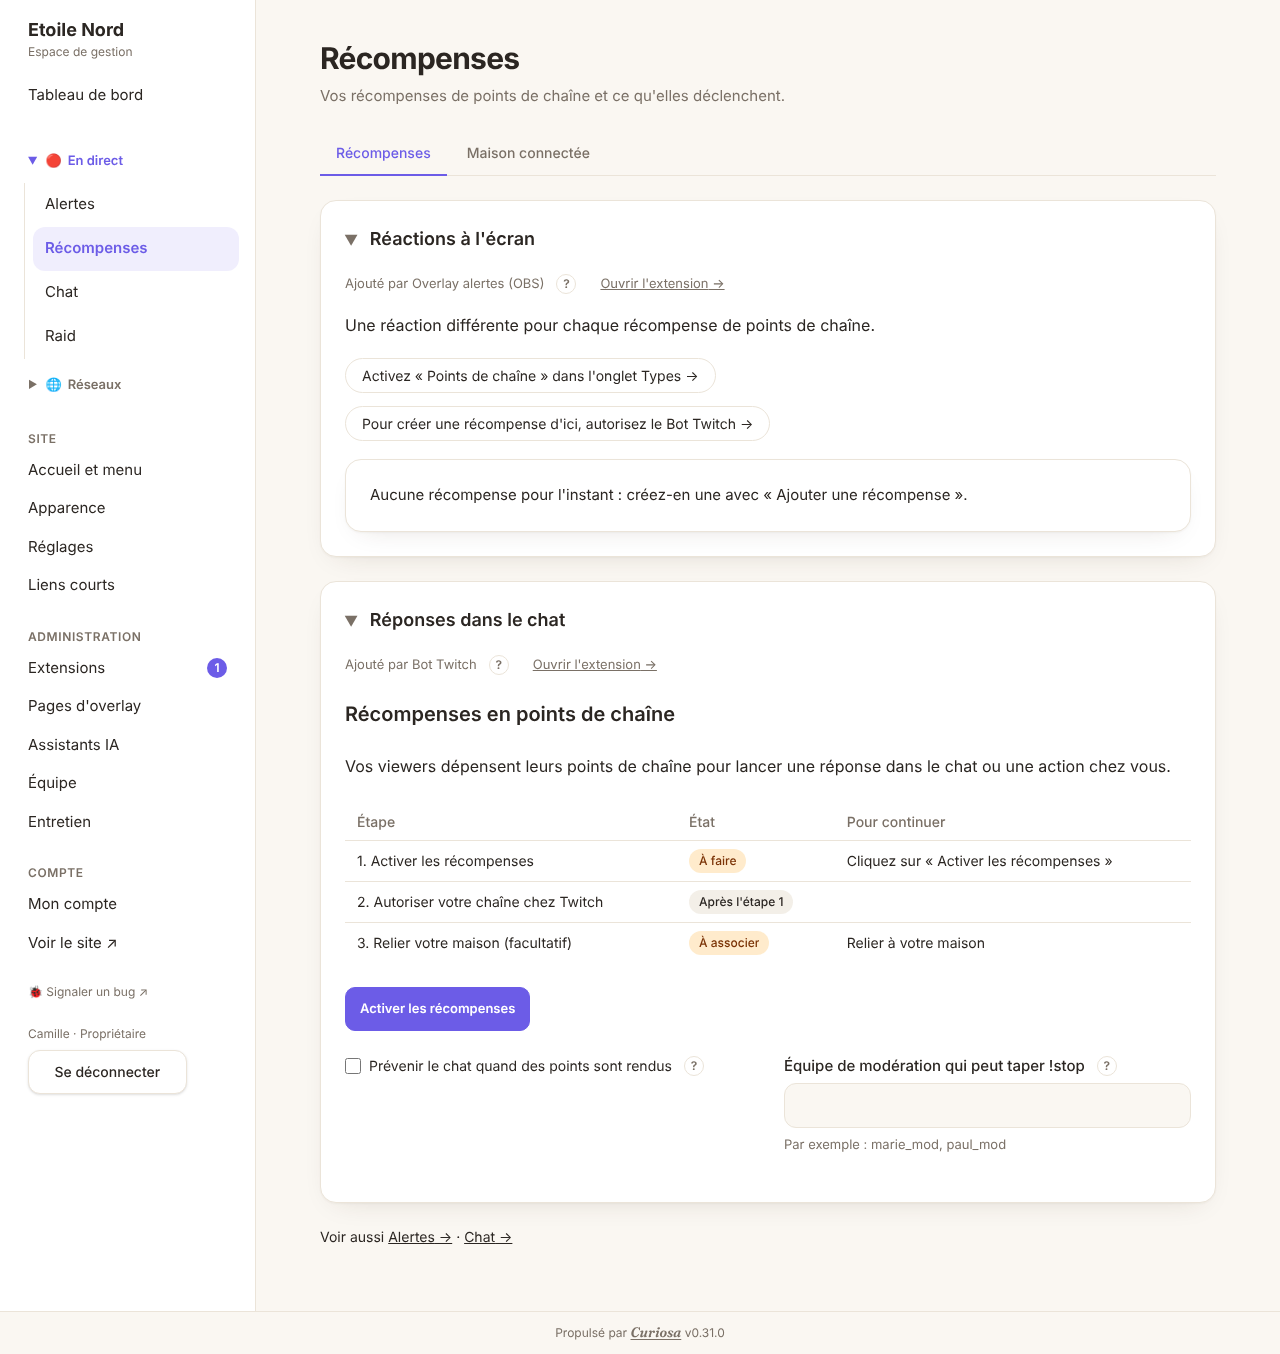 Etoile Nord
Espace de gestion
Tableau de bord
▼ 🔴 En direct
Alertes
Récompenses
Chat
Raid
▶ 🌐 Réseaux
SITE
Accueil et menu
Apparence
Réglages
Liens courts
ADMINISTRATION
Extensions 1
Pages d'overlay
Assistants IA
Équipe
Entretien
COMPTE
Mon compte
Voir le site ↗
🐞 Signaler un bug ↗
Camille · Propriétaire
Se déconnecter
Récompenses
Vos récompenses de points de chaîne et ce qu'elles déclenchent.
Récompenses Maison connectée
▼ Réactions à l'écran
Ajouté par Overlay alertes (OBS) ? Ouvrir l'extension →
Une réaction différente pour chaque récompense de points de chaîne.
Activez « Points de chaîne » dans l'onglet Types →
Pour créer une récompense d'ici, autorisez le Bot Twitch →
Aucune récompense pour l'instant : créez-en une avec « Ajouter une récompense ».
▼ Réponses dans le chat
Ajouté par Bot Twitch ? Ouvrir l'extension →
Récompenses en points de chaîne
Vos viewers dépensent leurs points de chaîne pour lancer une réponse dans le chat ou une action chez vous.
Étape État Pour continuer
1. Activer les récompenses À faire Cliquez sur « Activer les récompenses »
2. Autoriser votre chaîne chez Twitch Après l'étape 1
3. Relier votre maison (facultatif) À associer Relier à votre maison
Activer les récompenses
Prévenir le chat quand des points sont rendus ?
Équipe de modération qui peut taper !stop ?
Par exemple : marie_mod, paul_mod
Voir aussi Alertes → · Chat →
Propulsé par Curiosa v0.31.0